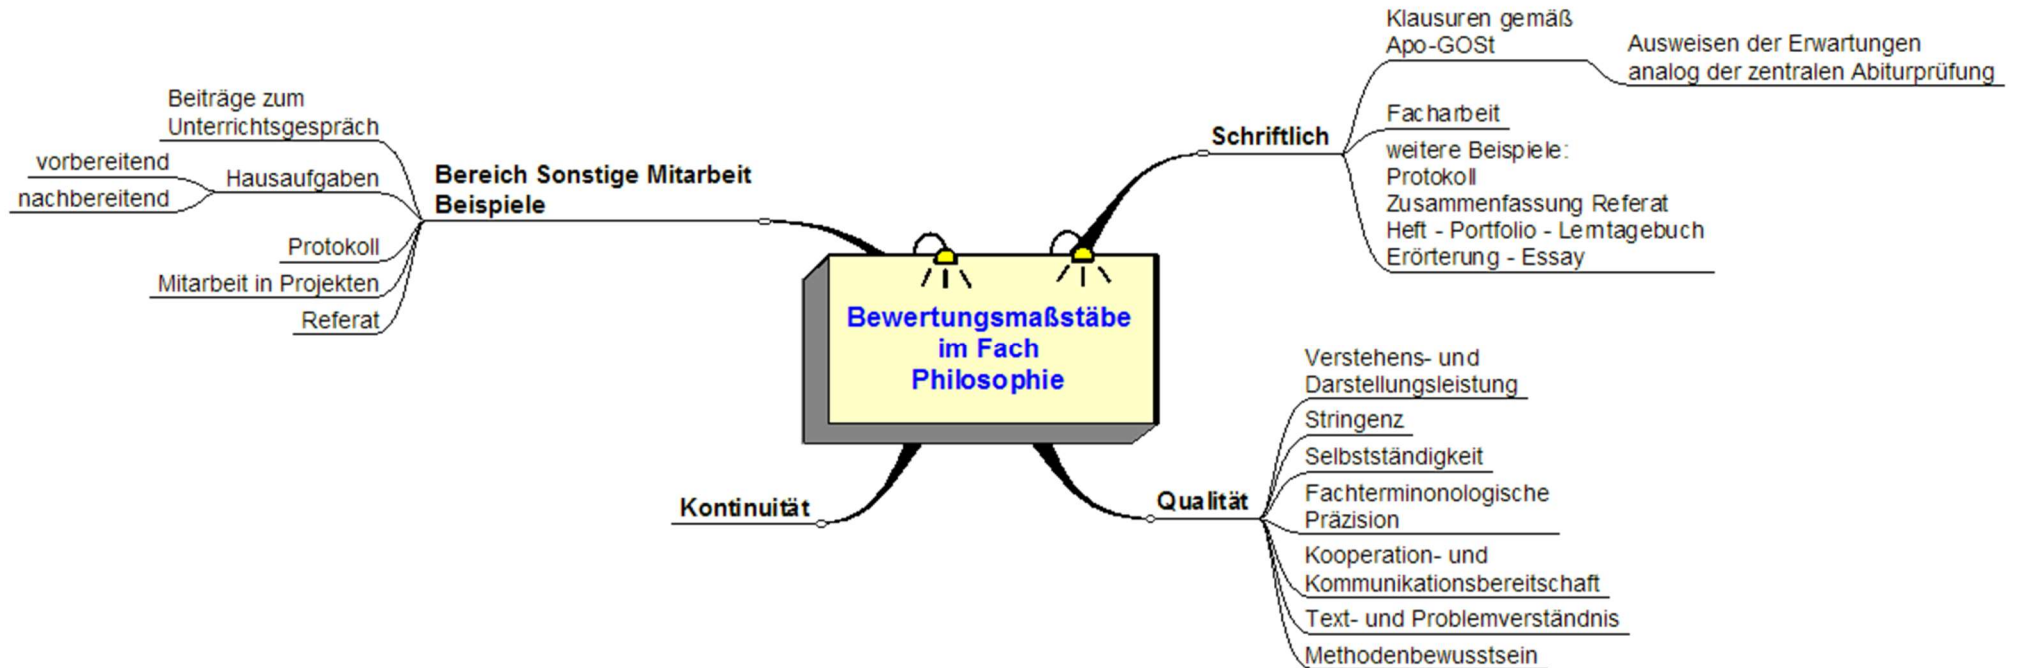 Klausuren gemäß
Apo-GOSt
Ausweisen der Erwartungen
analog der zentralen Abiturprüfung
Schriftlich
Facharbeit
weitere Beispiele:
Protokoll
Zusammenfassung Referat
Heft - Portfolio - Lerntagebuch
Erörterung - Essay
Beiträge zum
Unterrichtsgespräch
vorbereitend
nachbereitend
Hausaufgaben
Protokoll
Mitarbeit in Projekten
Referat
Bereich Sonstige Mitarbeit
Beispiele
Bewertungsmaßstäbe
im Fach
Philosophie
Kontinuität
Qualität
Verstehens- und
Darstellungsleistung
Stringenz
Selbstständigkeit
Fachterminonologische
Präzision
Kooperation- und
Kommunikationsbereitschaft
Text- und Problemverständnis
Methodenbewusstsein